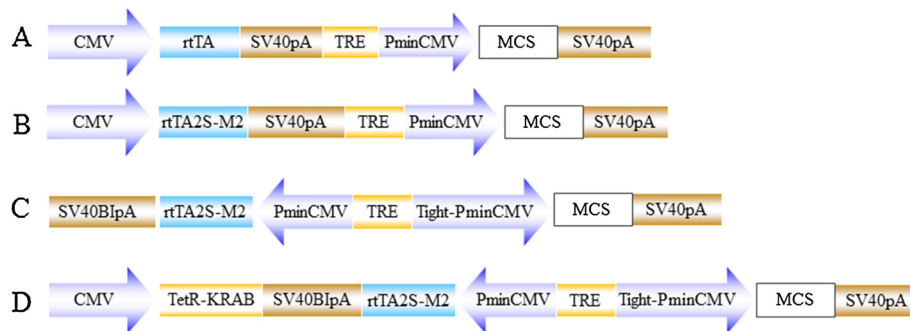 A CMV rtTA SV40pA TRE PminCMV MCS SV40pA
B CMV rtTA2S-M2 SV40pA TRE PminCMV MCS SV40pA
C SV40BIpA rtTA2S-M2 PminCMV TRE Tight-PminCMV MCS SV40pA
D CMV TetR-KRAB SV40BIpA rtTA2S-M2 PminCMV TRE Tight-PminCMV MCS SV40pA